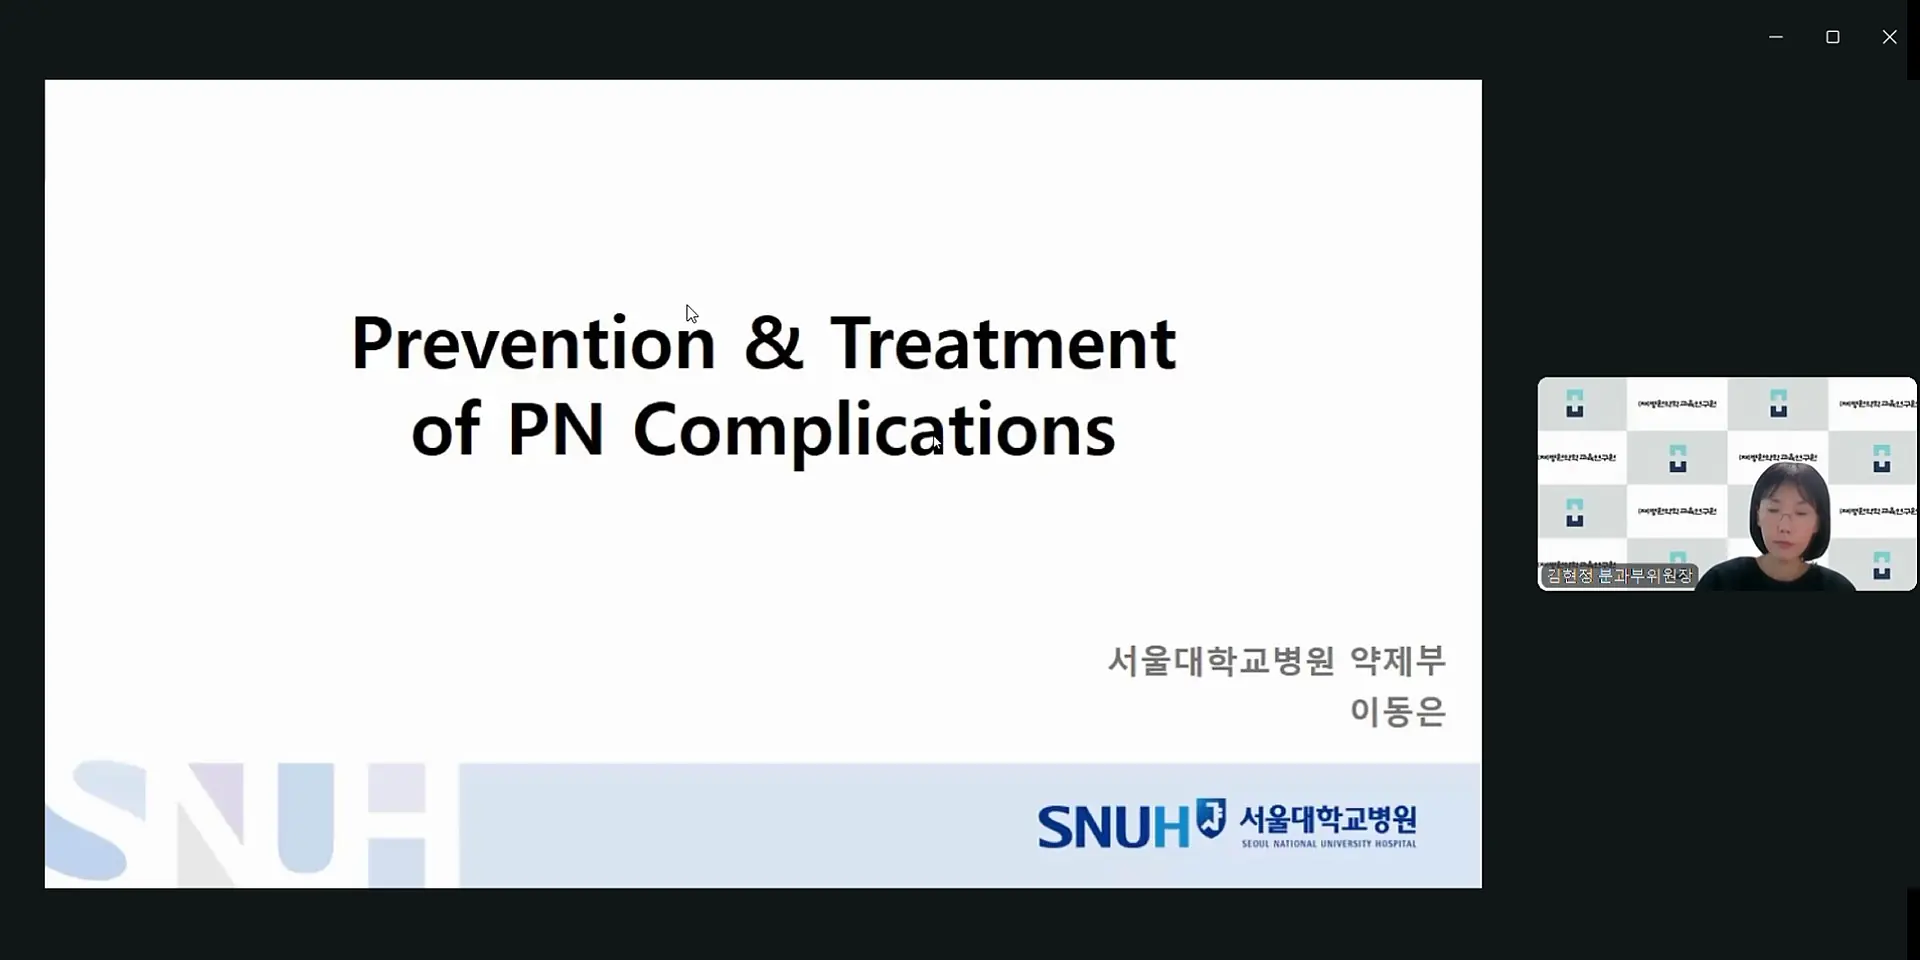 Prevention & Treatment
of PN Complications
서울대학교병원 약제부
이동은
SNUH
SNUH 서울대학교병원
SEOUL NATIONAL UNIVERSITY HOSPITAL
김현정 분과부위원장